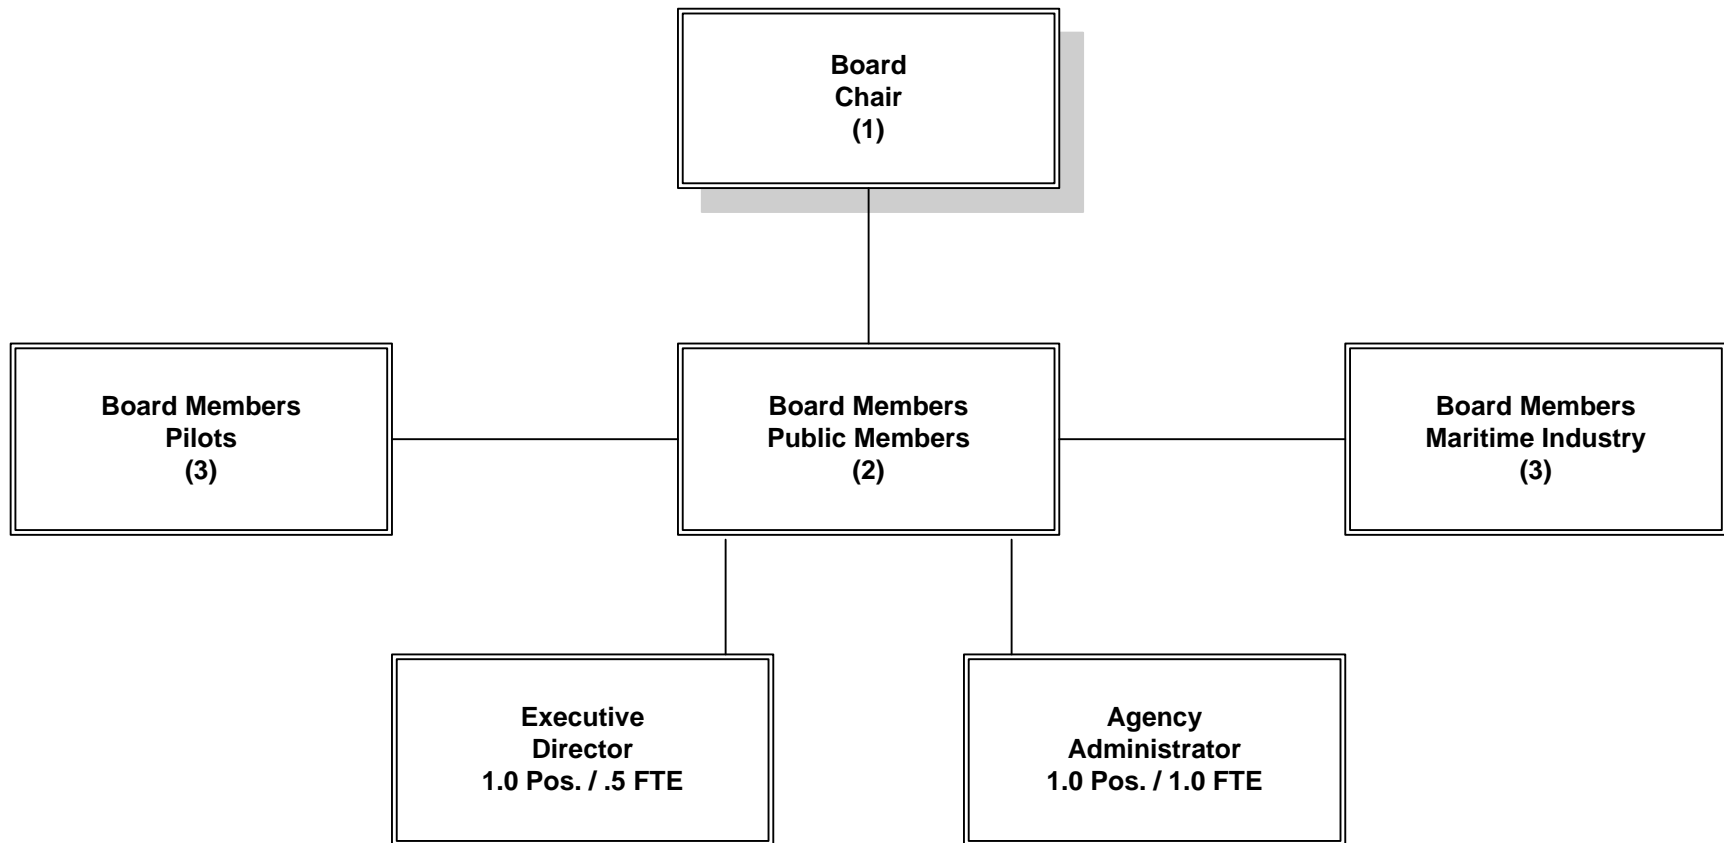 Board
Chair
(1)
Board Members
Pilots
(3)
Board Members
Public Members
(2)
Board Members
Maritime Industry
(3)
Executive
Director
1.0 Pos. / .5 FTE
Agency
Administrator
1.0 Pos. / 1.0 FTE